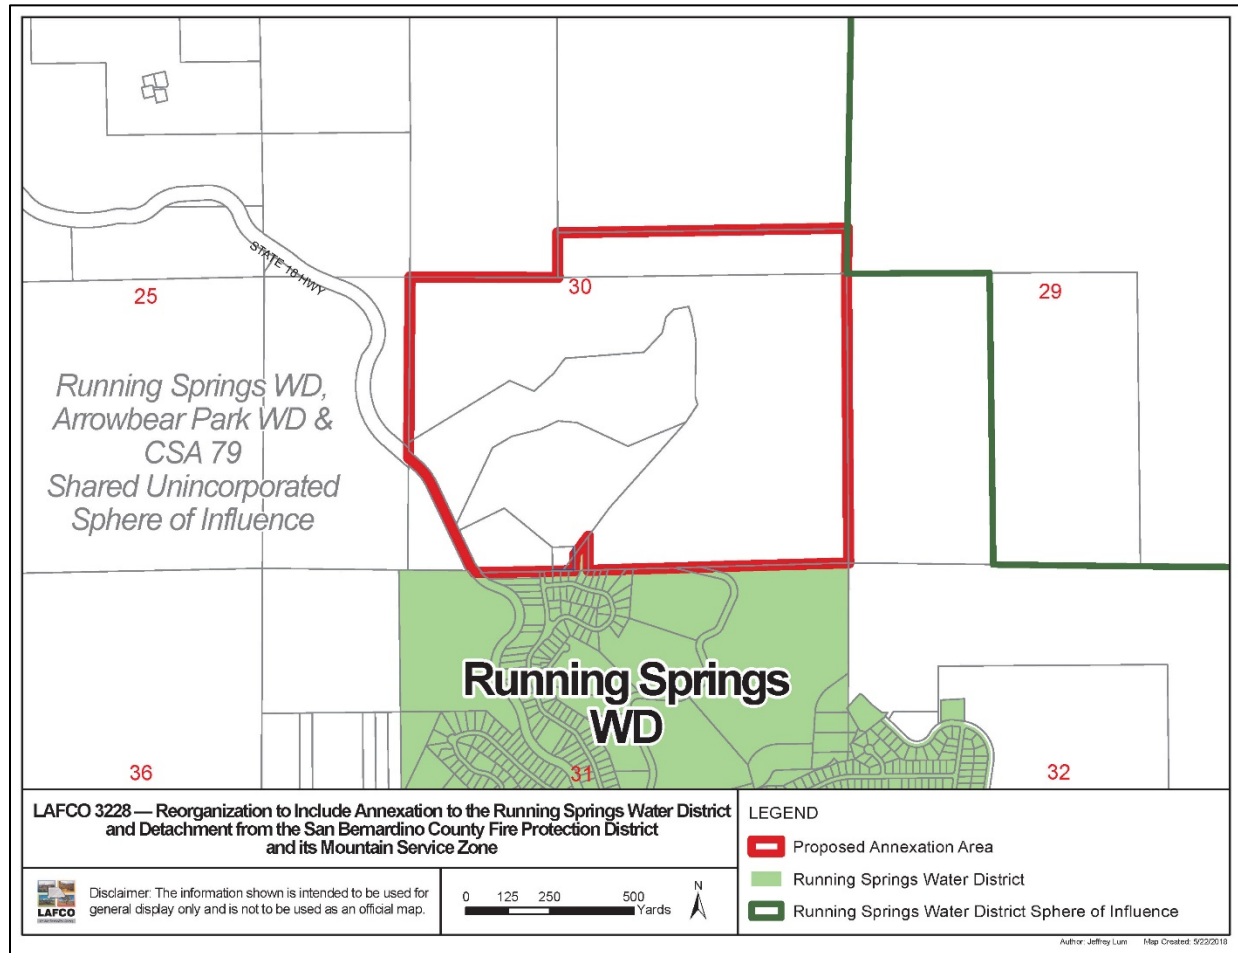 STATE 18 HWY
25
30
29
Running Springs WD,
Arrowbear Park WD &
CSA 79
Shared Unincorporated
Sphere of Influence
Running Springs
WD
36
31
32
LAFCO 3228 — Reorganization to Include Annexation to the Running Springs Water District
and Detachment from the San Bernardino County Fire Protection District
and its Mountain Service Zone
LAFCO
Disclaimer: The information shown is intended to be used for
general display only and is not to be used as an official map.
0 125 250 500
Yards
N
LEGEND
Proposed Annexation Area
Running Springs Water District
Running Springs Water District Sphere of Influence
Author: Jeffrey Lum Map Created: 5/22/2018